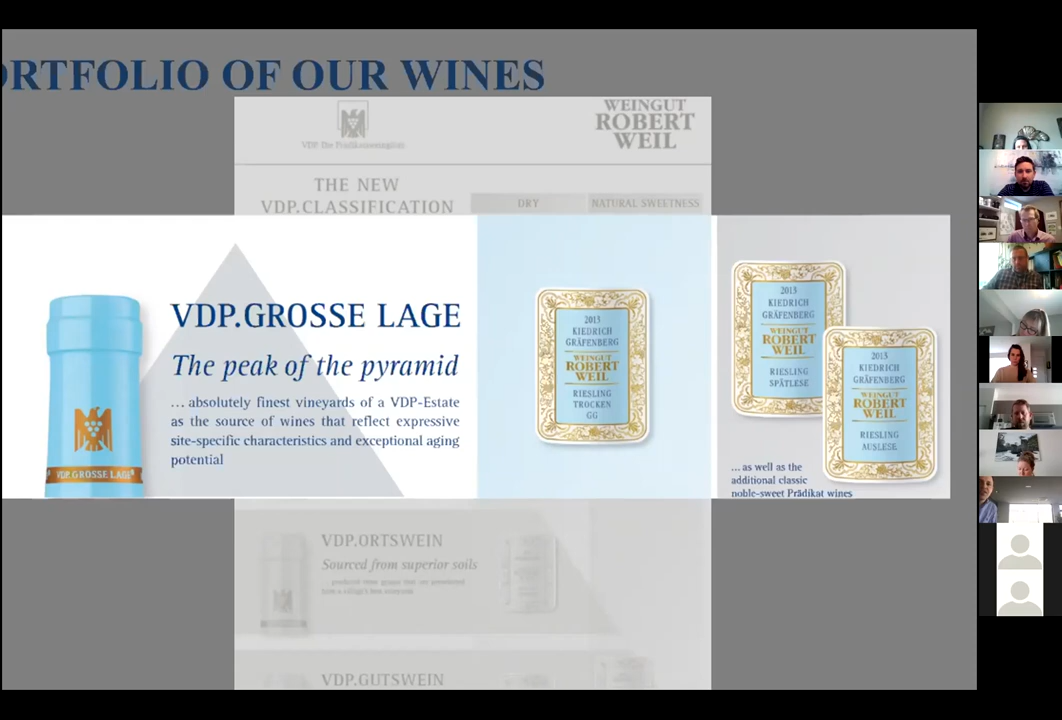 ORTFOLIO OF OUR WINES
VDP. Die Prädikatsweingüter
WEINGUT
ROBERT
WEIL
THE NEW
VDP.CLASSIFICATION
DRY
NATURAL SWEETNESS
VDP.GROSSE LAGE
The peak of the pyramid
... absolutely finest vineyards of a VDP-Estate
as the source of wines that reflect expressive
site-specific characteristics and exceptional aging
potential
VDP.GROSSE LAGE®
2013
KIEDRICH
GRÄFENBERG
WEINGUT
ROBERT
WEIL
RIESLING
TROCKEN
GG
2013
KIEDRICH
GRÄFENBERG
WEINGUT
ROBERT
WEIL
RIESLING
SPÄTLESE
2013
KIEDRICH
GRÄFENBERG
WEINGUT
ROBERT
WEIL
RIESLING
AUSLESE
... as well as the
additional classic
noble-sweet Prädikat wines
VDP.ORTSWEIN
Sourced from superior soils
VDP.GUTSWEIN